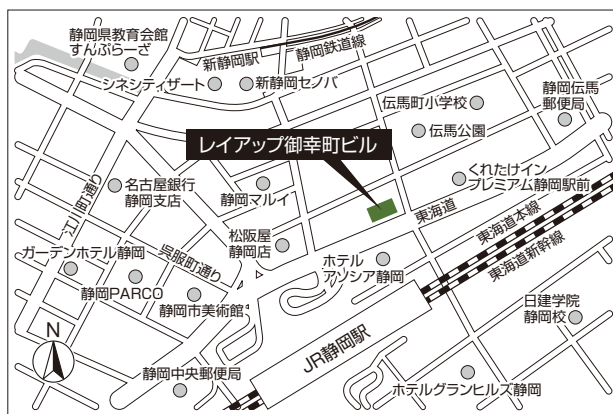 静岡県教育会館
すんぷらーざ
新静岡駅
静岡鉄道線
シネシティザート
新静岡セノバ
伝馬町小学校
静岡伝馬
郵便局
伝馬公園
レイアップ御幸町ビル
くれたけイン
プレミアム静岡駅前
江川町通り
名古屋銀行
静岡支店
静岡マルイ
東海道
松阪屋
静岡店
東海道本線
東海道新幹線
呉服町通り
ガーデンホテル静岡
ホテル
アソシア静岡
静岡PARCO
静岡市美術館
日建学院
静岡校
N
JR静岡駅
静岡中央郵便局
ホテルグランヒルズ静岡